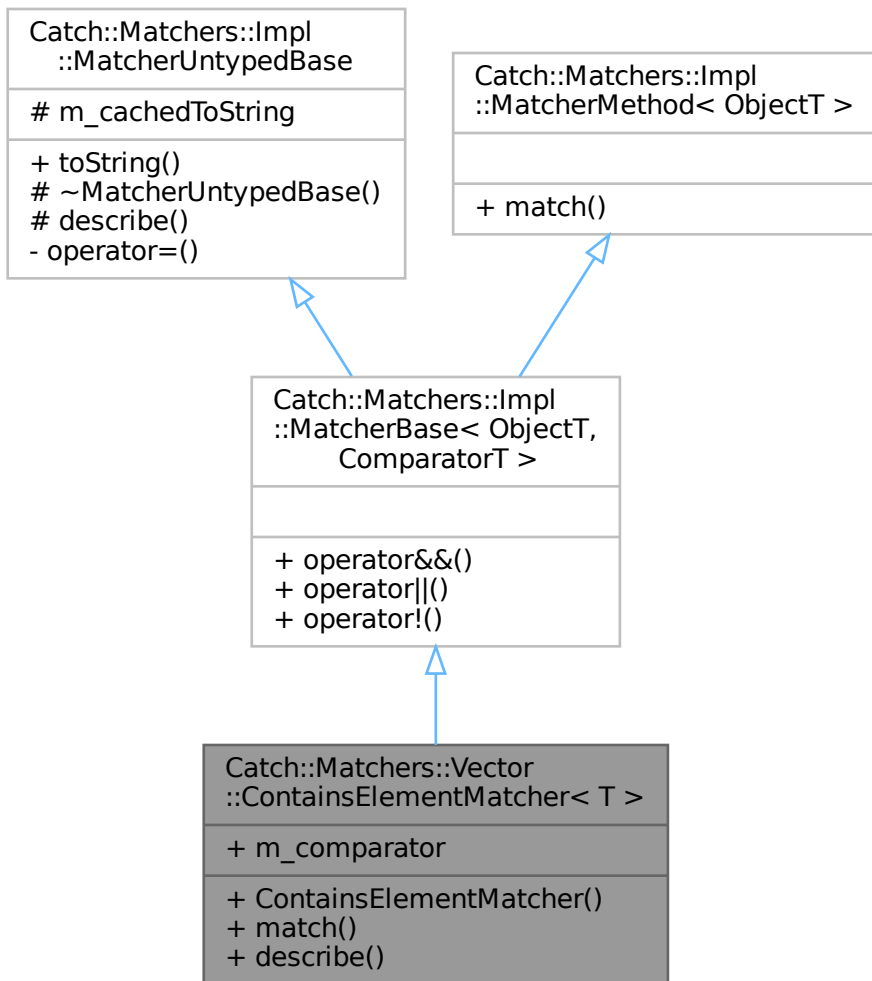 Catch::Matchers::Impl
::MatcherUntypedBase
# m_cachedToString
+ toString()
# ~MatcherUntypedBase()
# describe()
- operator=()
Catch::Matchers::Impl
::MatcherMethod< ObjectT >
+ match()
Catch::Matchers::Impl
::MatcherBase< ObjectT,
ComparatorT >
+ operator&&()
+ operator||()
+ operator!()
Catch::Matchers::Vector
::ContainsElementMatcher< T >
+ m_comparator
+ ContainsElementMatcher()
+ match()
+ describe()